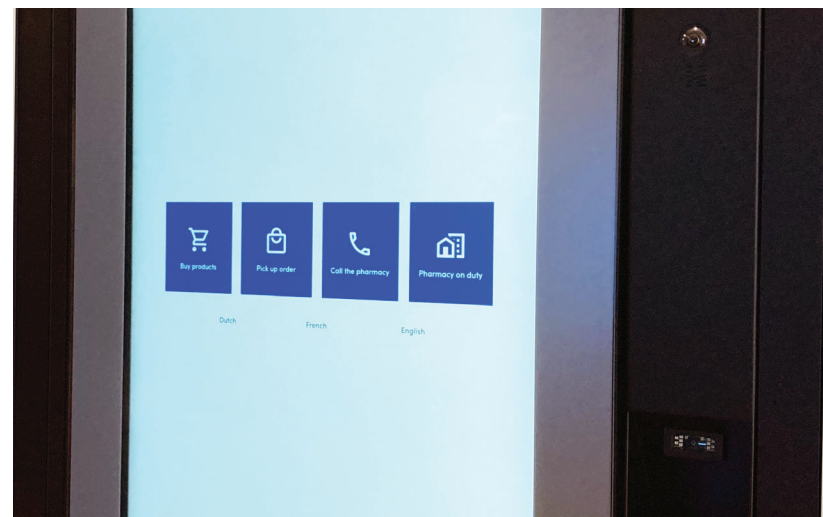 Buy products
Pick up order
Call the pharmacy
Pharmacy on duty
Dutch
French
English